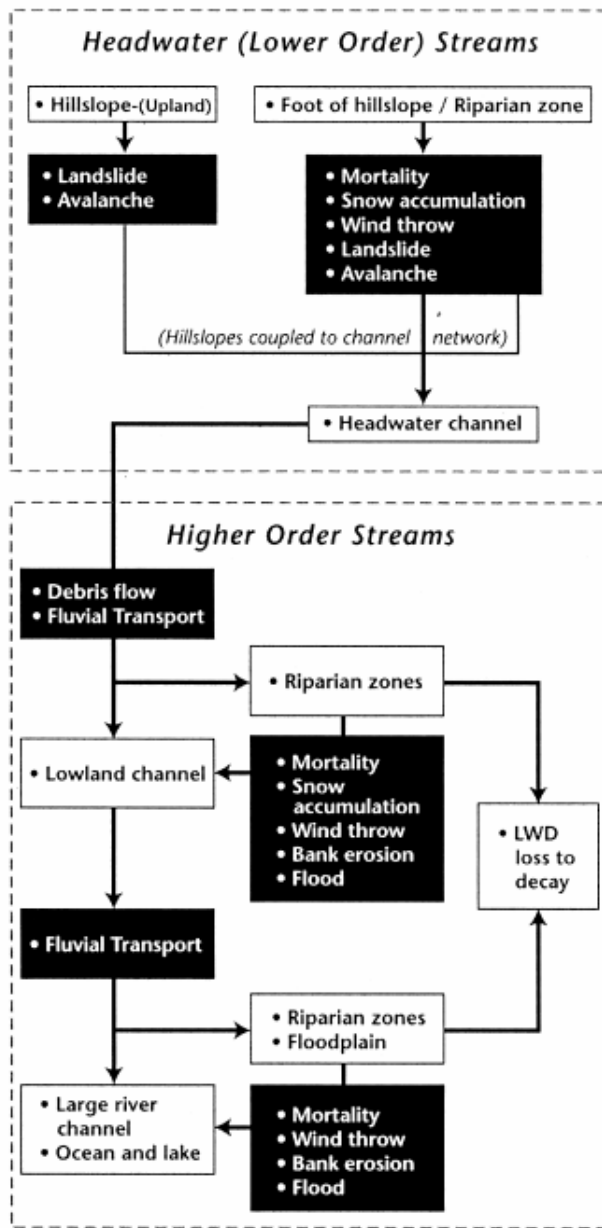 Headwater (Lower Order) Streams
• Hillslope-(Upland)
• Foot of hillslope / Riparian zone
• Landslide
• Avalanche
• Mortality
• Snow accumulation
• Wind throw
• Landslide
• Avalanche
(Hillslopes coupled to channel network)
• Headwater channel
Higher Order Streams
• Debris flow
• Fluvial Transport
• Riparian zones
• Lowland channel
• Mortality
• Snow
accumulation
• Wind throw
• Bank erosion
• Flood
• LWD
loss to
decay
• Fluvial Transport
• Riparian zones
• Floodplain
• Large river
channel
• Ocean and lake
• Mortality
• Wind throw
• Bank erosion
• Flood